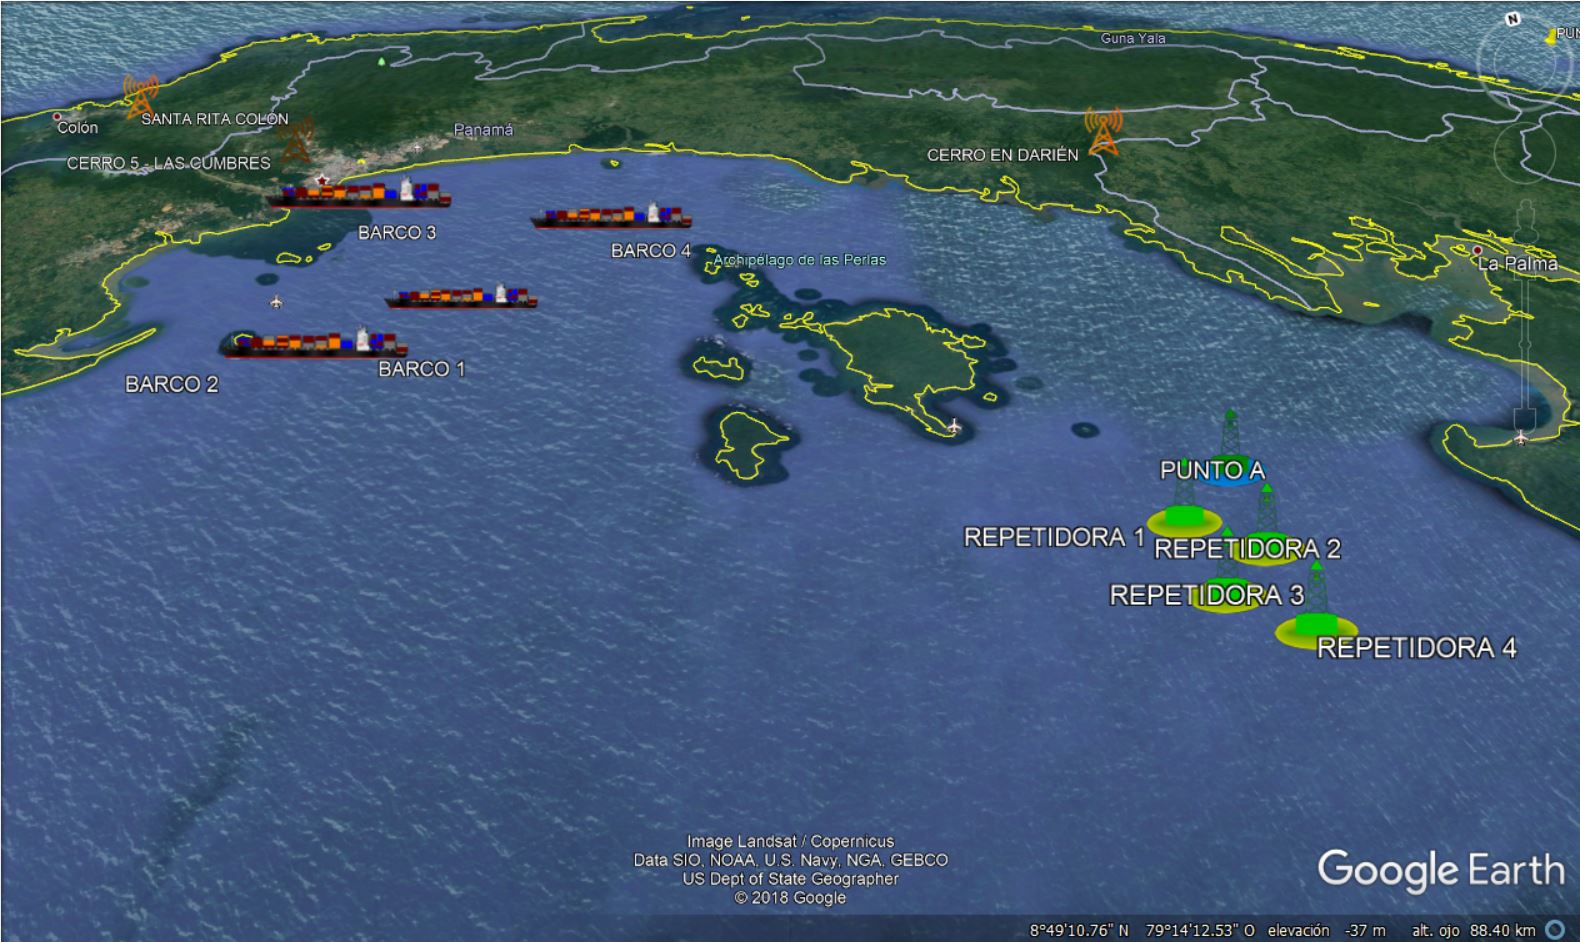 N
Guna Yala
PUN
SANTA RITA COLÓN
Colón
Panamá
CERRO 5 - LAS CUMBRES
CERRO EN DARIÉN
BARCO 3
BARCO 4
Archipélago de las Perlas
La Palma
BARCO 1
BARCO 2
PUNTO A
REPETIDORA 1
REPETIDORA 2
REPETIDORA 3
REPETIDORA 4
Image Landsat / Copernicus
Data SIO, NOAA, U.S. Navy, NGA, GEBCO
US Dept of State Geographer
© 2018 Google
Google Earth
8°49'10.76" N 79°14'12.53" O elevación -37 m alt. ojo 88.40 km